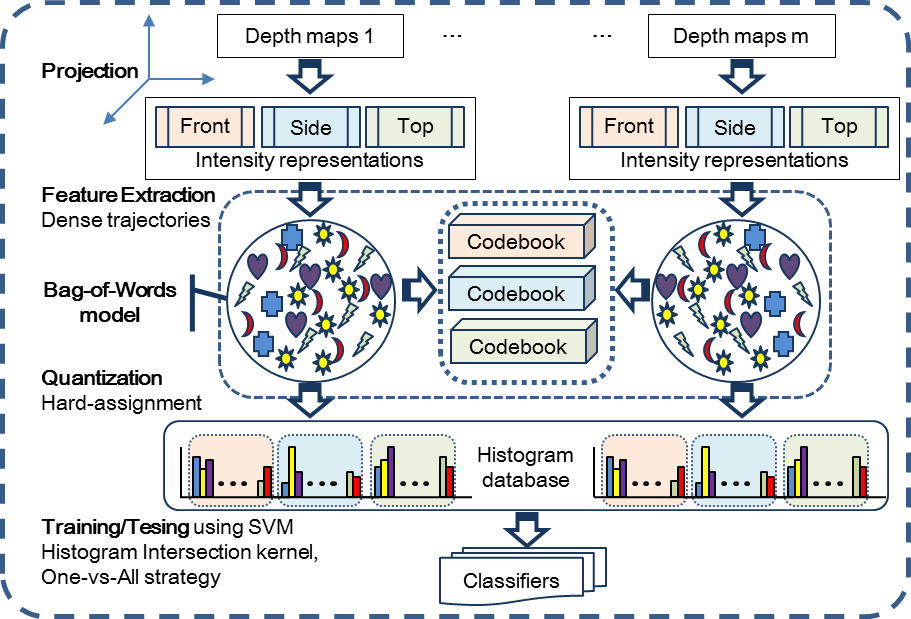 Depth maps 1
...
...
Depth maps m
Projection
Front
Side
Top
Intensity representations
Front
Side
Top
Intensity representations
Feature Extraction
Dense trajectories
Codebook
Codebook
Codebook
Bag-of-Words
model
Quantization
Hard-assignment
Histogram
database
Training/Tesing using SVM
Histogram Intersection kernel,
One-vs-All strategy
Classifiers